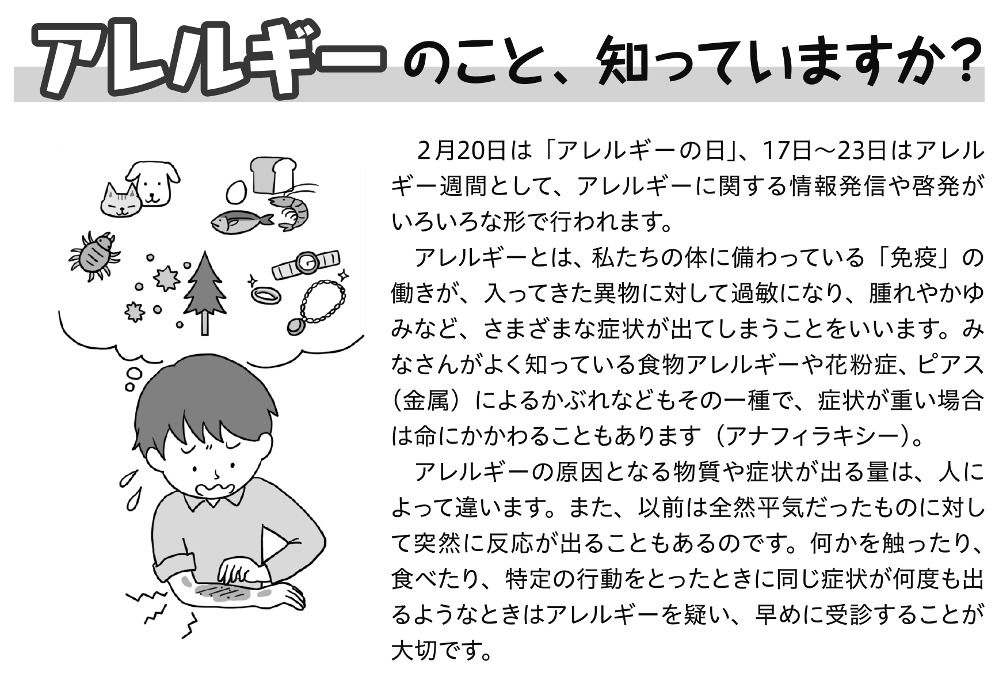 アレルギーのこと、知っていますか？
２月20日は「アレルギーの日」、17日～23日はアレル
ギー週間として、アレルギーに関する情報発信や啓発が
いろいろな形で行われます。
アレルギーとは、私たちの体に備わっている「免疫」の
働きが、入ってきた異物に対して過敏になり、腫れやかゆ
みなど、さまざまな症状が出てしまうことをいいます。み
なさんがよく知っている食物アレルギーや花粉症、ピアス
（金属）によるかぶれなどもその一種で、症状が重い場合
は命にかかわることもあります（アナフィラキシー）。
アレルギーの原因となる物質や症状が出る量は、人に
よって違います。また、以前は全然平気だったものに対し
て突然に反応が出ることもあるのです。何かを触ったり、
食べたり、特定の行動をとったときに同じ症状が何度も出
るようなときはアレルギーを疑い、早めに受診することが
大切です。